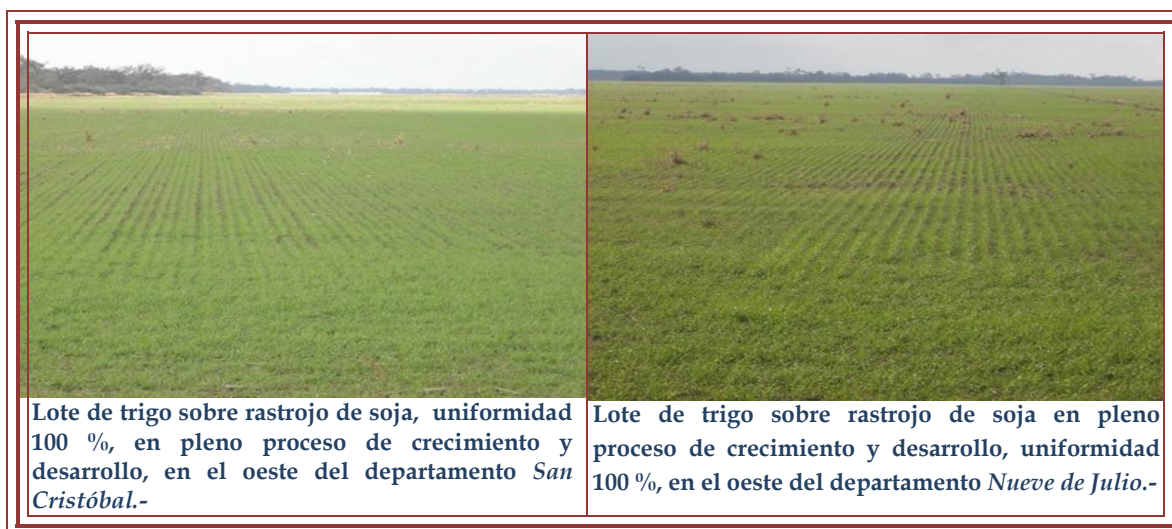 Lote de trigo sobre rastrojo de soja, uniformidad
100 %, en pleno proceso de crecimiento y
desarrollo, en el oeste del departamento San
Cristóbal.-
Lote de trigo sobre rastrojo de soja en pleno
proceso de crecimiento y desarrollo, uniformidad
100 %, en el oeste del departamento Nueve de Julio.-